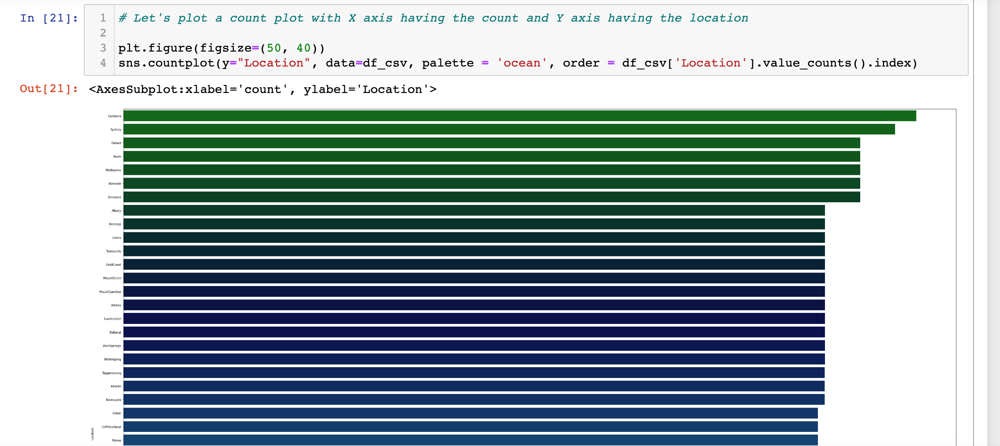 In [21]:
1 # Let's plot a count plot with X axis having the count and Y axis having the location
2
3 plt.figure(figsize=(50, 40))
4 sns.countplot(y="Location", data=df_csv, palette = 'ocean', order = df_csv['Location'].value_counts().index)
Out[21]: <AxesSubplot:xlabel='count', ylabel='Location'>
Canberra
Sydney
Hobart
Perth
Melbourne
Adelaide
Brisbane
Albury
Bendigo
Cairns
Townsville
GoldCoast
MountGinini
MountGambier
Albany
Launceston
Ballarat
AliceSprings
Wollongong
Tuggeranong
Penrith
Newcastle
Cobar
CoffsHarbour
Moree
Location